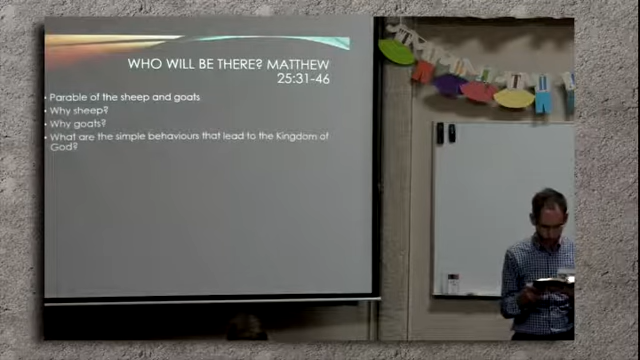 WHO WILL BE THERE? MATTHEW
25:31-46
• Parable of the sheep and goats
• Why sheep?
• Why goats?
• What are the simple behaviours that lead to the Kingdom of
God?